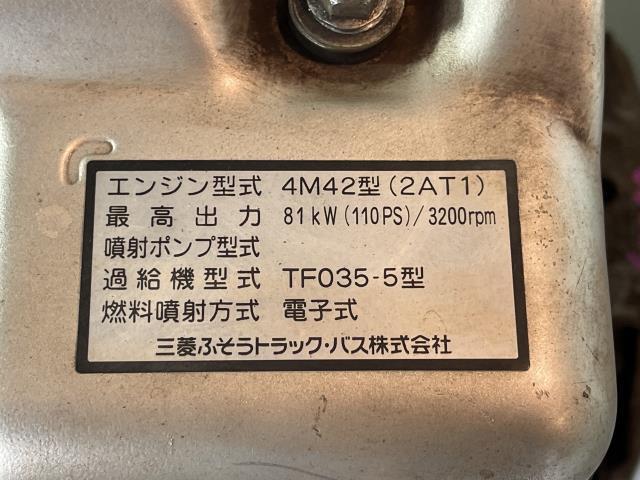 エンジン型式 4M42型(2AT1)
最高出力 81kW(110PS)/3200rpm
噴射ポンプ型式
過給機型式 TF035-5型
燃料噴射方式 電子式
三菱ふそうトラック・バス株式会社